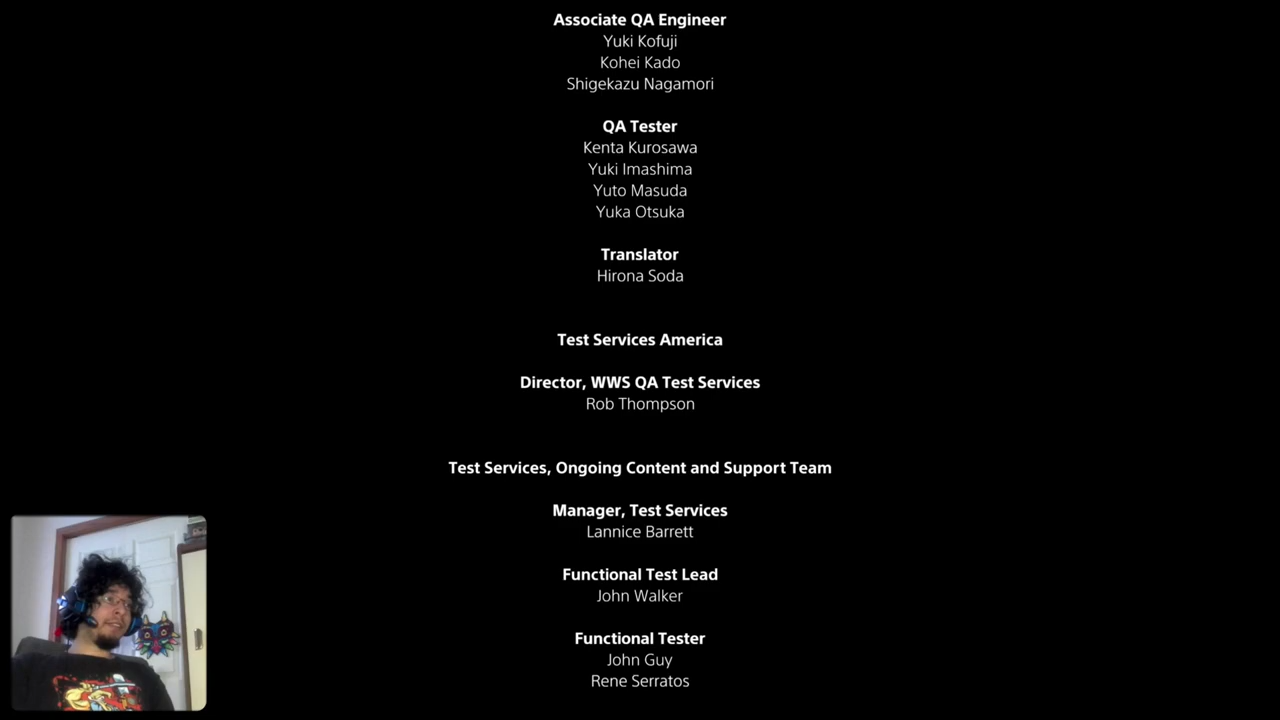 Associate QA Engineer
Yuki Kofuji
Kohei Kado
Shigekazu Nagamori
QA Tester
Kenta Kurosawa
Yuki Imashima
Yuto Masuda
Yuka Otsuka
Translator
Hirona Soda
Test Services America
Director, WWS QA Test Services
Rob Thompson
Test Services, Ongoing Content and Support Team
Manager, Test Services
Lannice Barrett
Functional Test Lead
John Walker
Functional Tester
John Guy
Rene Serratos